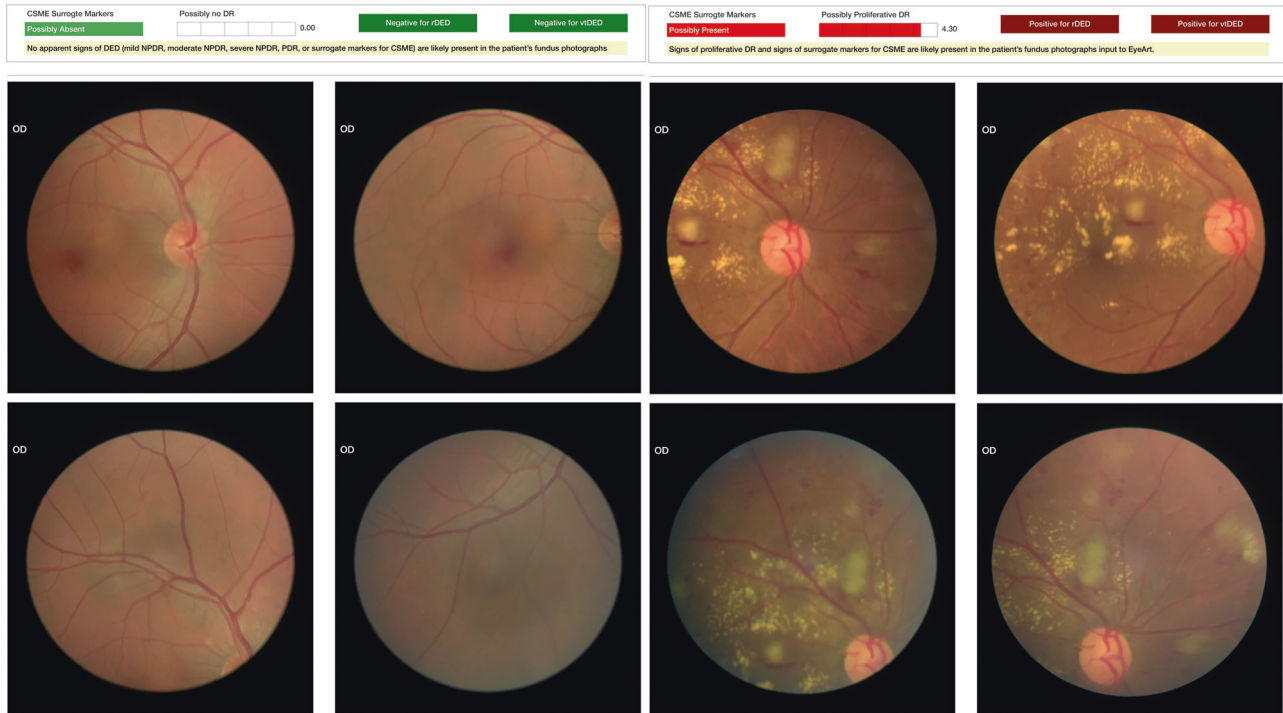 CSME Surrogte Markers
Possibly no DR
Possibly Absent
0.00
Negative for rDED
Negative for vtDED
No apparent signs of DED (mild NPDR, moderate NPDR, severe NPDR, PDR, or surrogate markers for CSME) are likely present in the patient's fundus photographs
CSME Surrogte Markers
Possibly Proliferative DR
Possibly Present
4.30
Positive for rDED
Positive for vtDED
Signs of proliferative DR and signs of surrogate markers for CSME are likely present in the patient's fundus photographs input to EyeArt.
OD
OD
OD
OD
OD
OD
OD
OD